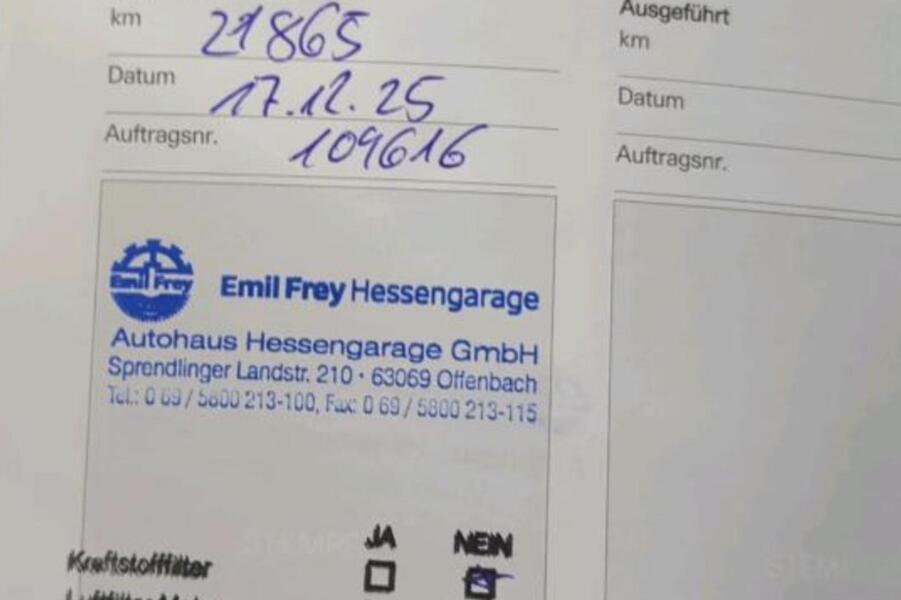 km 21865
Datum 17.12.25
Auftragsnr. 109616
Ausgeführt
km
Datum
Auftragsnr.
Emil Frey
Emil Frey Hessengarage
Autohaus Hessengarage GmbH
Sprendlinger Landstr. 210 · 63069 Offenbach
Tel.: 0 69 / 5800 213-100, Fax: 0 69 / 5800 213-115
JA NEIN
Kraftstofffilter